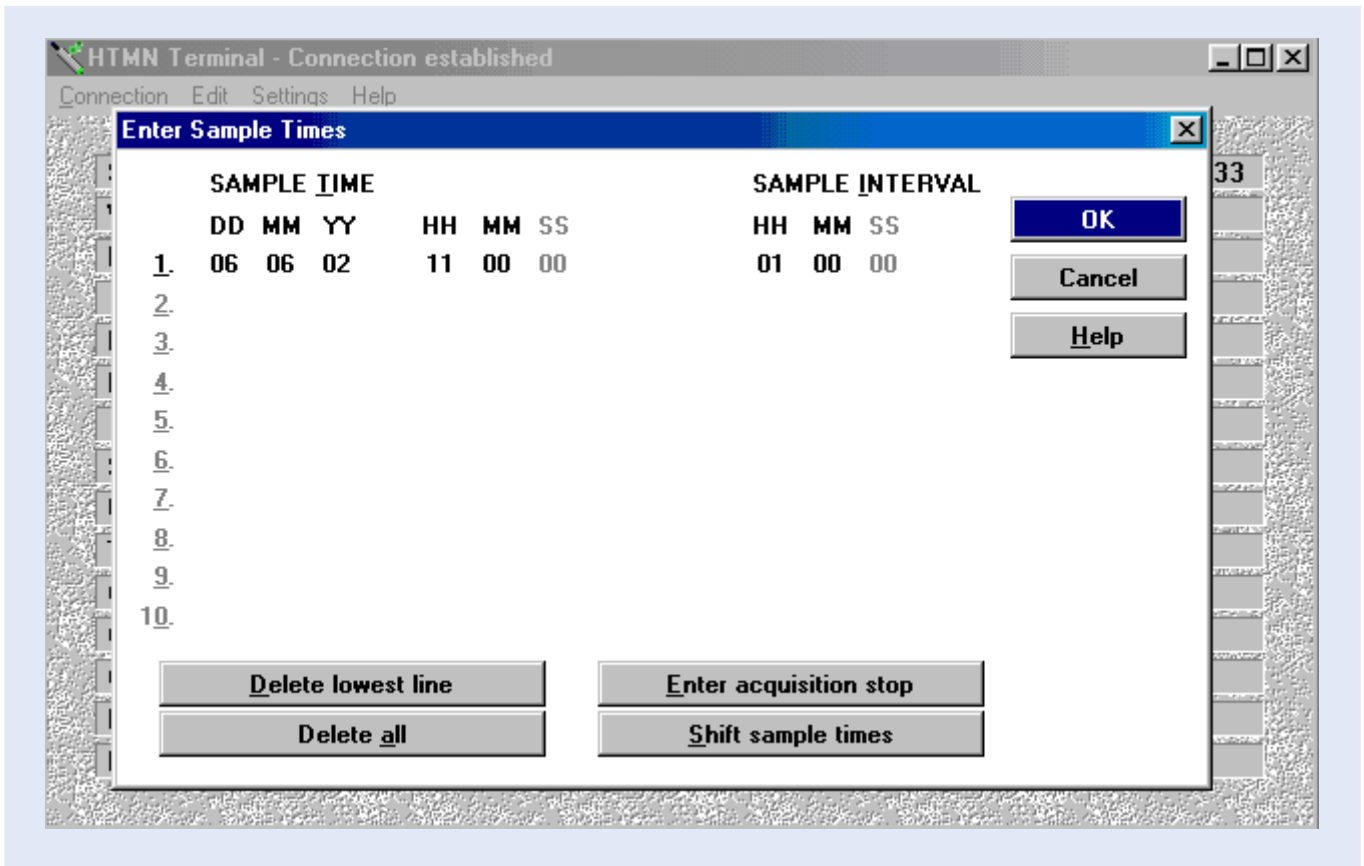 HTMN Terminal - Connection established
Connection Edit Settings Help
Enter Sample Times
33
SAMPLE TIME SAMPLE INTERVAL
DD MM YY HH MM SS HH MM SS
OK
1. 06 06 02 11 00 00 01 00 00
Cancel
2.
3.
Help
4.
5.
6.
7.
8.
9.
10.
Delete lowest line Enter acquisition stop
Delete all Shift sample times